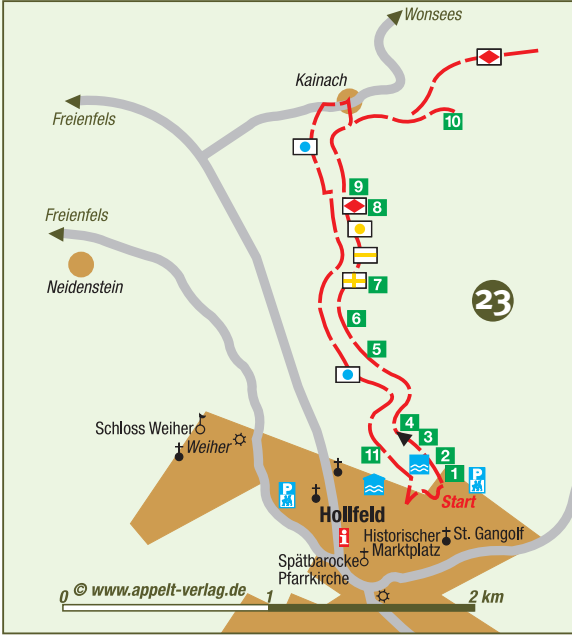 Wonsees
Kainach
Freienfels
10
9
8
Freienfels
Neidenstein
7
23
6
5
Schloss Weiher
Weiher
4
3
11
2
1
P
P
Start
Hollfeld
i
Historischer
Marktplatz
St. Gangolf
Spätbarocke
Pfarrkirche
© www.appelt-verlag.de
0
1
2 km